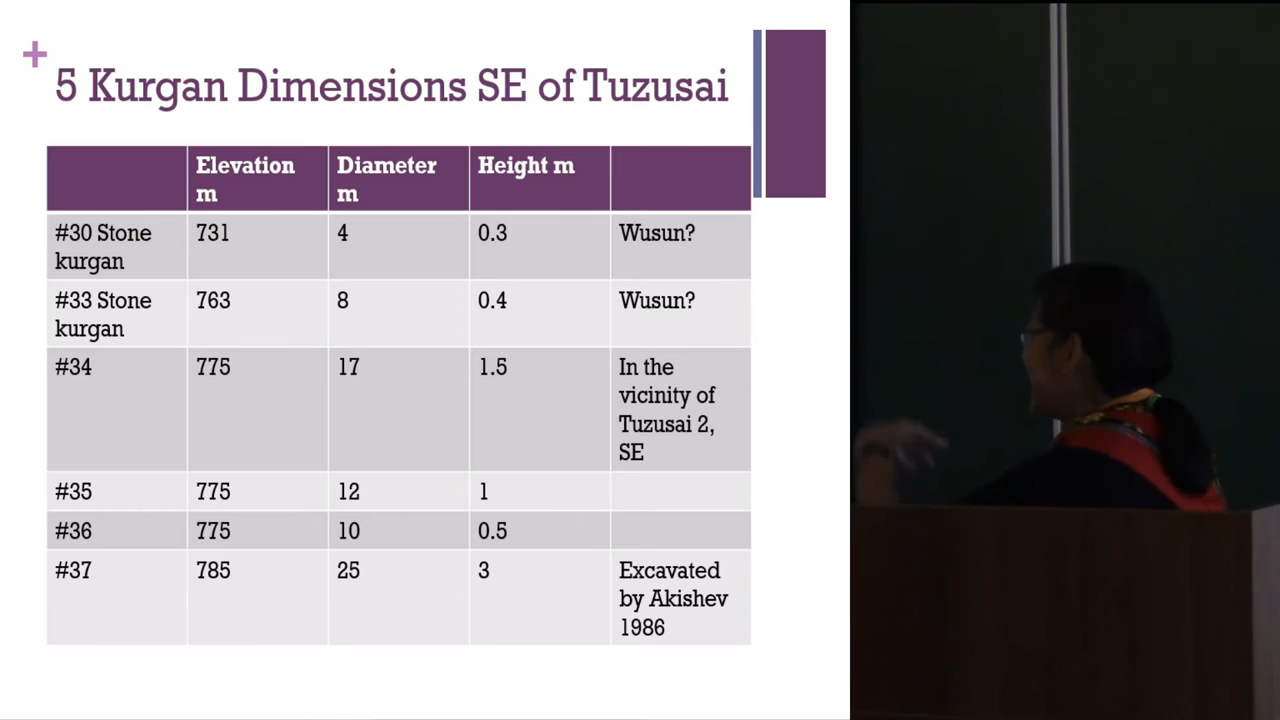 +
5 Kurgan Dimensions SE of Tuzusai
Elevation m Diameter m Height m
#30 Stone kurgan 731 4 0.3 Wusun?
#33 Stone kurgan 763 8 0.4 Wusun?
#34 775 17 1.5 In the vicinity of Tuzusai 2, SE
#35 775 12 1
#36 775 10 0.5
#37 785 25 3 Excavated by Akishev 1986